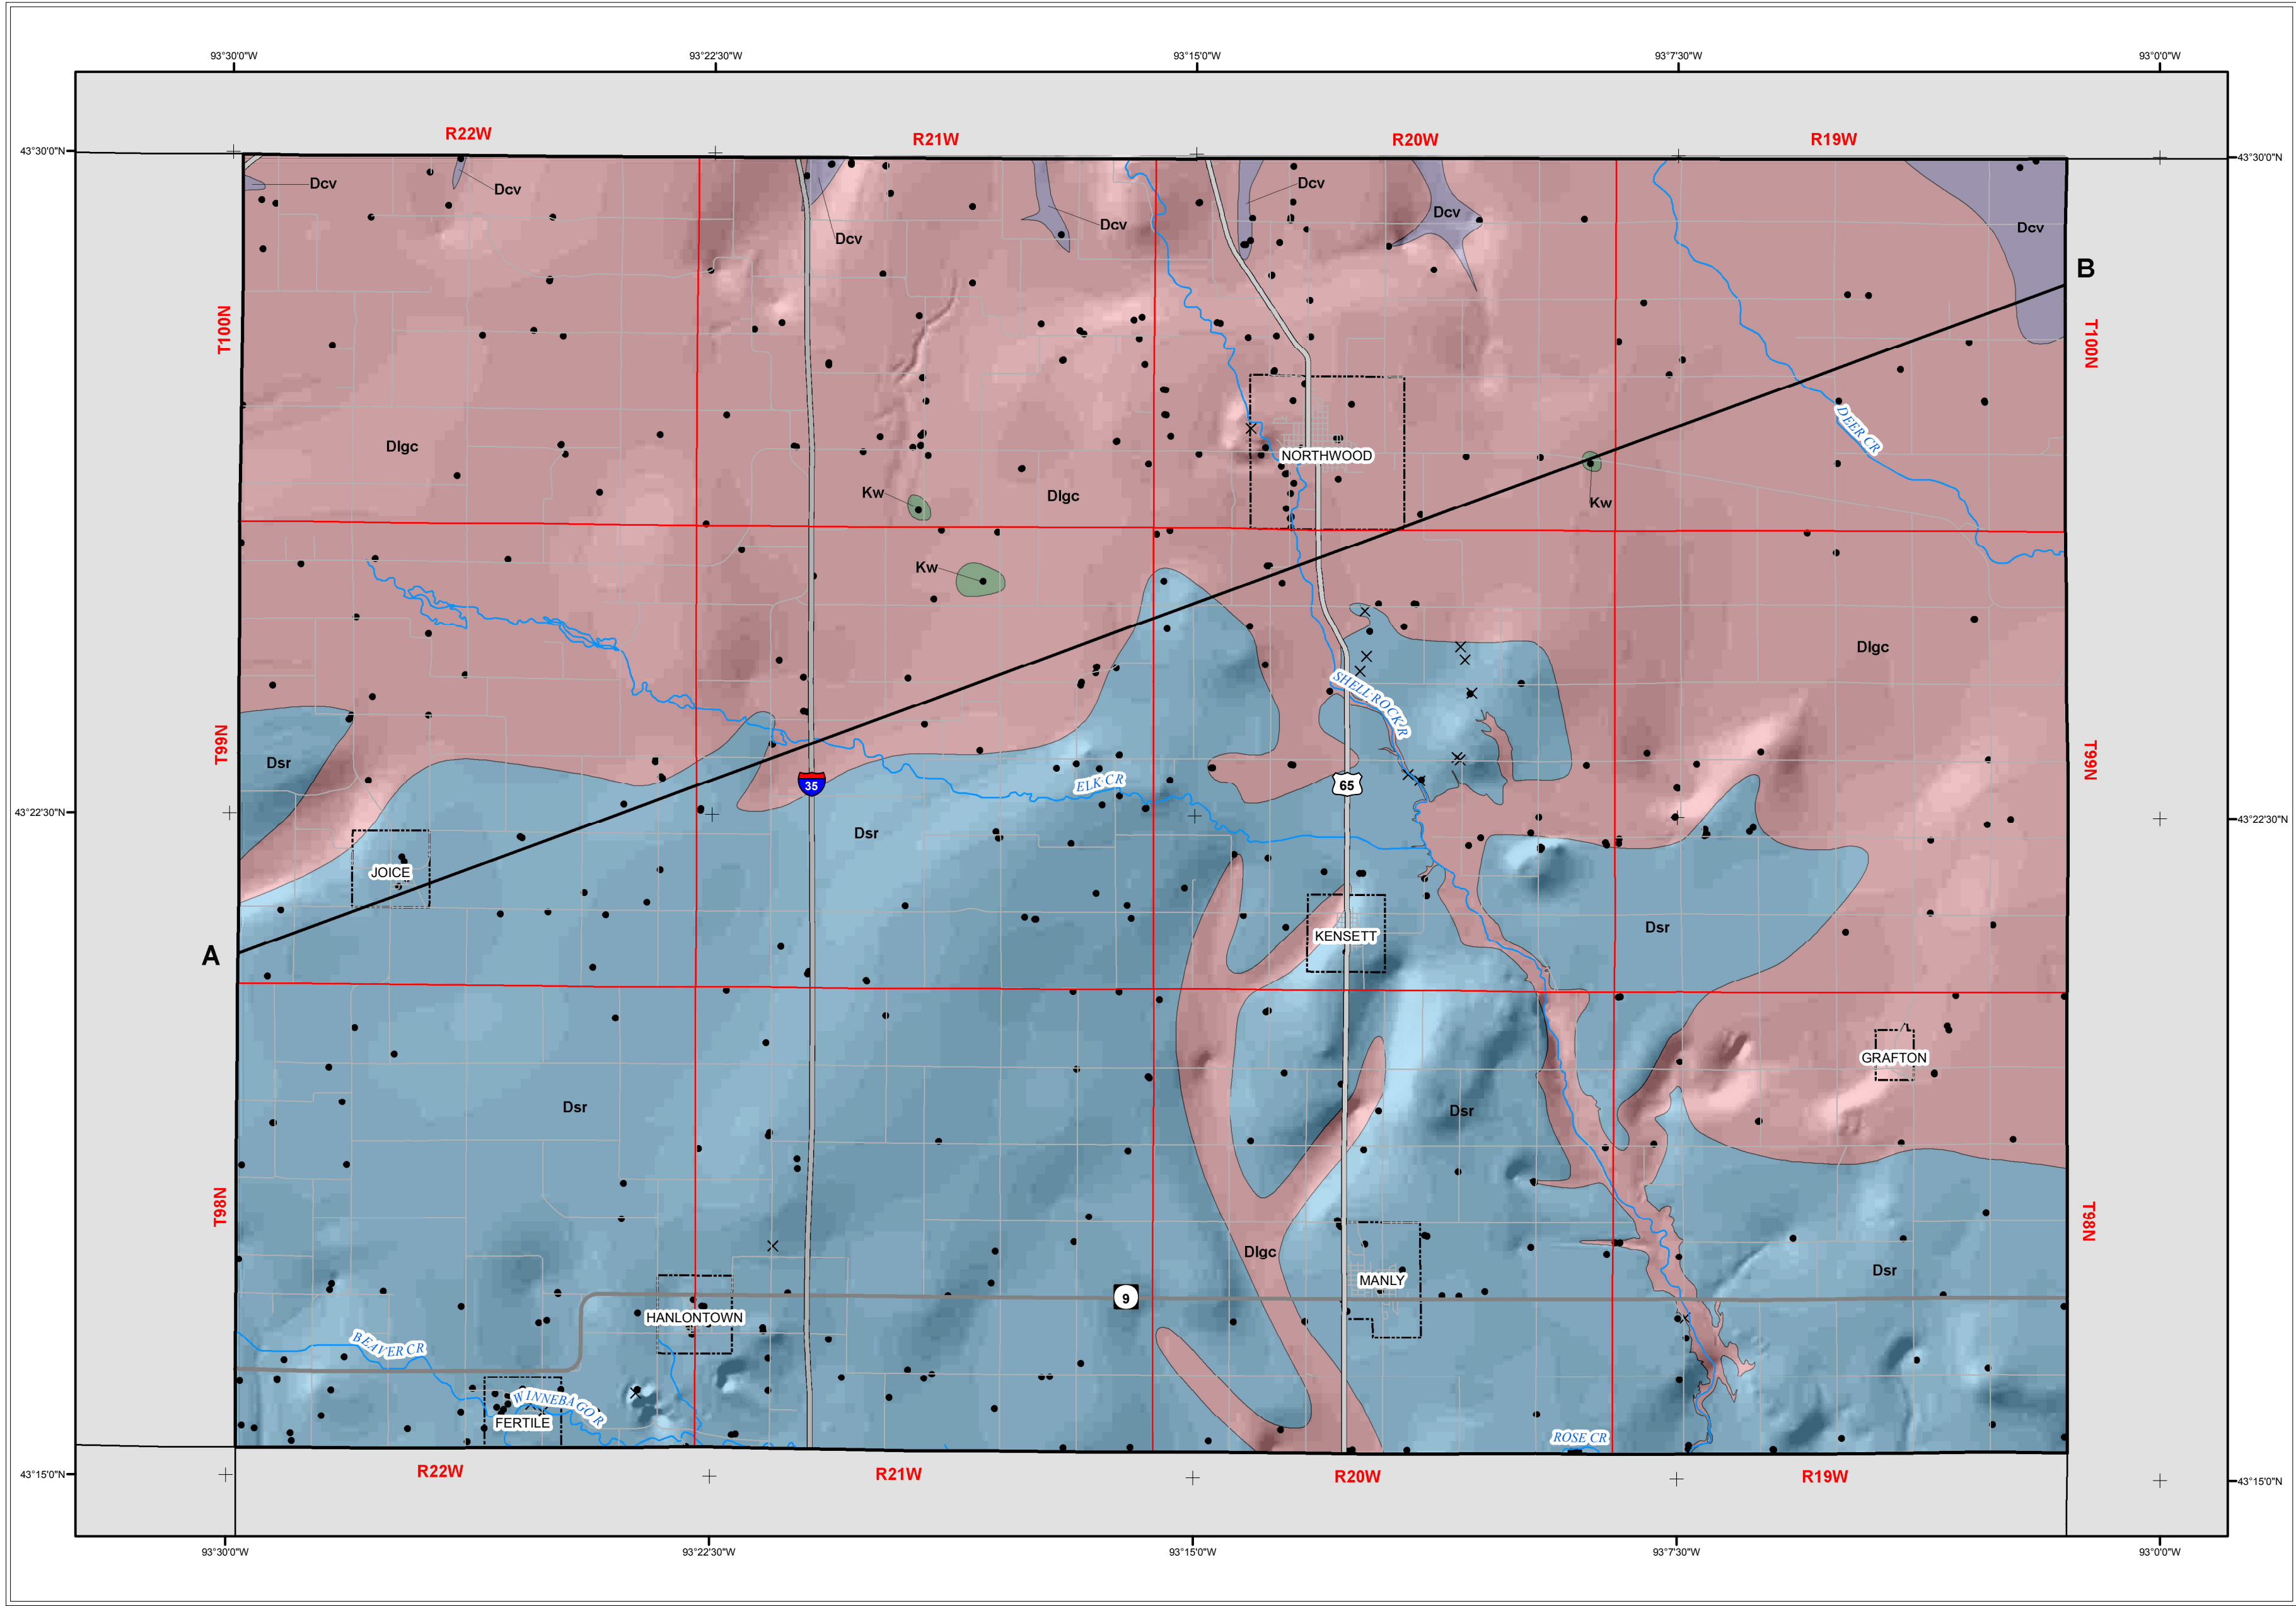 93°30'0"W
93°22'30"W
93°15'0"W
93°7'30"W
93°0'0"W
43°30'0"N
43°30'0"N
R22W
R21W
R20W
R19W
Dcv
Dcv
Dcv
Dcv
Dcv
Dcv
Dcv
B
T100N
T100N
DEER CR
Dlgc
NORTHWOOD
Kw
Dlgc
Kw
Kw
Dlgc
SHELL ROCK R
T99N
T99N
Dsr
35
ELK CR
65
43°22'30"N
43°22'30"N
Dsr
JOICE
KENSETT
Dsr
A
GRAFTON
Dsr
Dsr
T98N
T98N
Dlgc
Dsr
MANLY
9
HANLONTOWN
BEAVER CR
WINNEBAGO R
FERTILE
ROSE CR
43°15'0"N
43°15'0"N
R22W
R21W
R20W
R19W
93°30'0"W
93°22'30"W
93°15'0"W
93°7'30"W
93°0'0"W